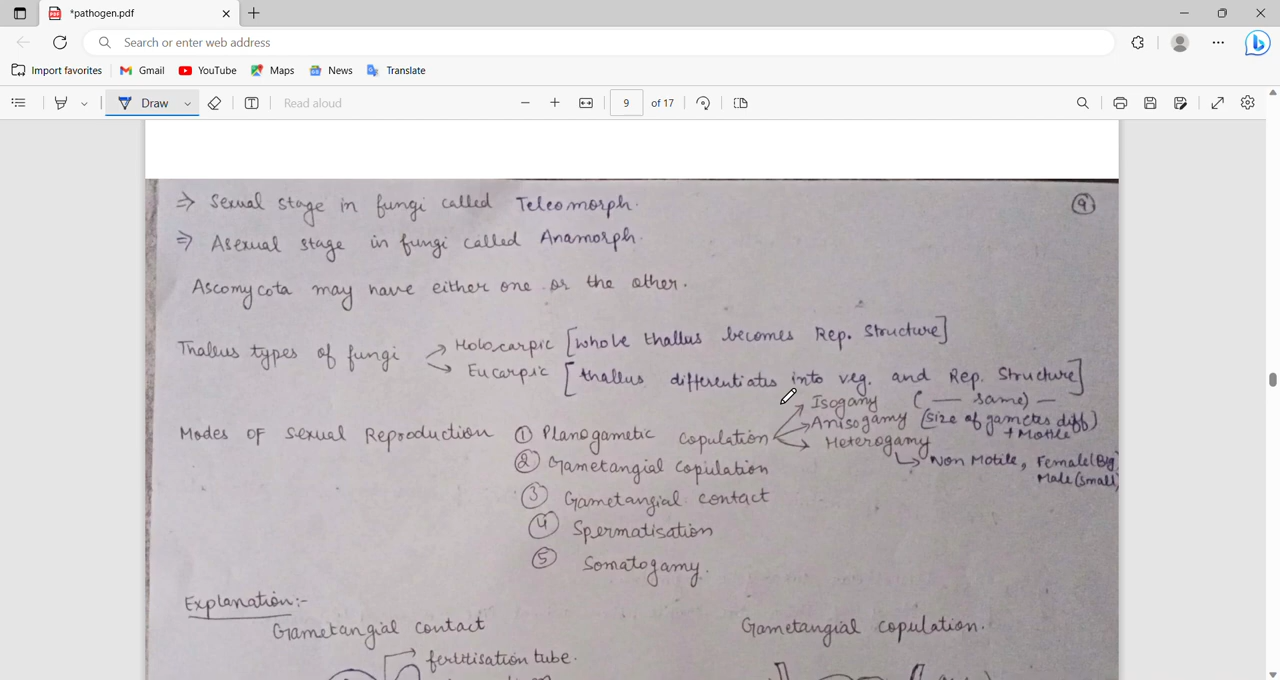 *pathogen.pdf
Search or enter web address
Import favorites Gmail YouTube Maps News Translate
Draw Read aloud 9 of 17
⇒ Sexual stage in fungi called Teleomorph. (9)
⇒ Asexual stage in fungi called Anamorph.
Ascomycota may have either one or the other.
Thallus types of fungi → Holocarpic [whole thallus becomes Rep. Structure]
→ Eucarpic [thallus differentiates into veg. and Rep. Structure]
Isogamy ( — same) —
Anisogamy (size of gametes diff)
+ Motile
Modes of Sexual Reproduction ① Planogametic copulation
Heterogamy
↳ Non Motile, Female (Big)
Male (small)
② Gametangial copulation
③ Gametangial contact
④ Spermatisation
⑤ Somatogamy.
Explanation:-
Gametangial contact Gametangial copulation.
fertilisation tube.